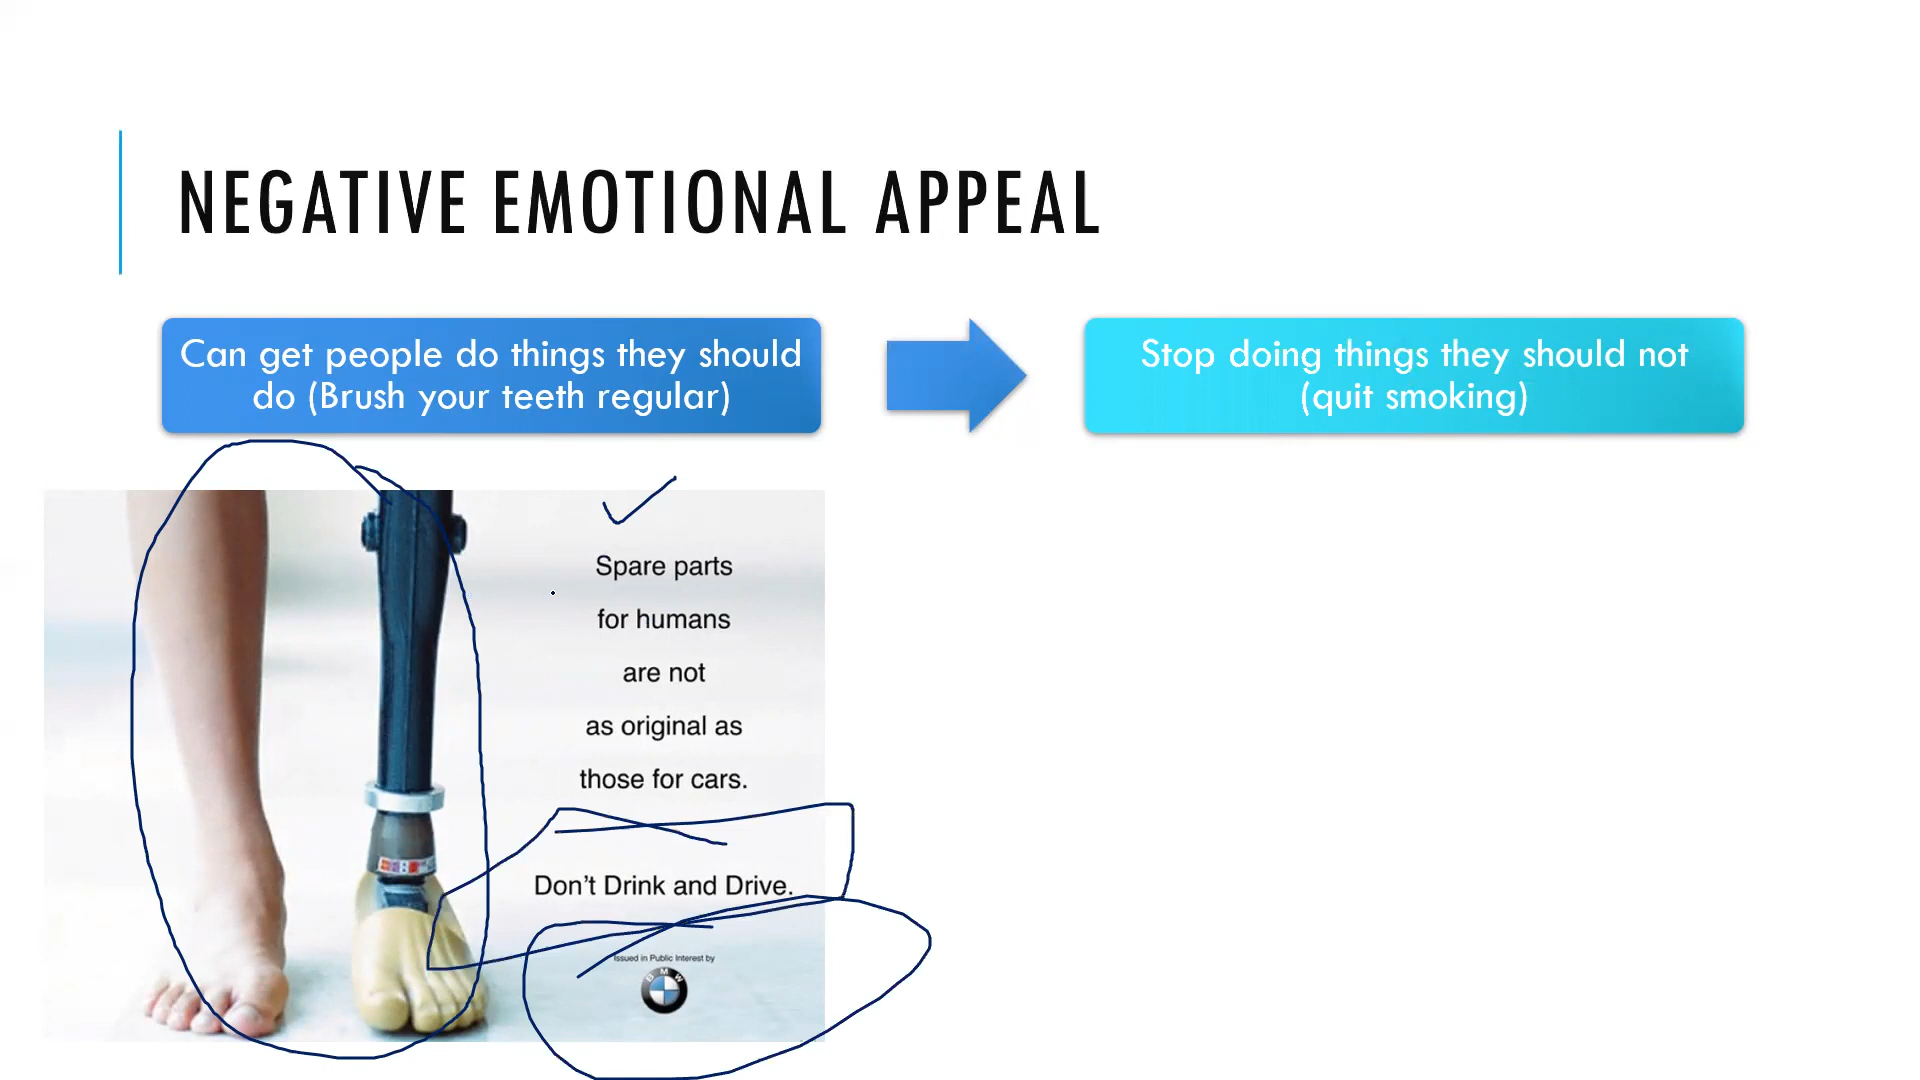 NEGATIVE EMOTIONAL APPEAL
Can get people do things they should
do (Brush your teeth regular)
Stop doing things they should not
(quit smoking)
Spare parts
for humans
are not
as original as
those for cars.
Don't Drink and Drive.
Issued in Public Interest by
BMW